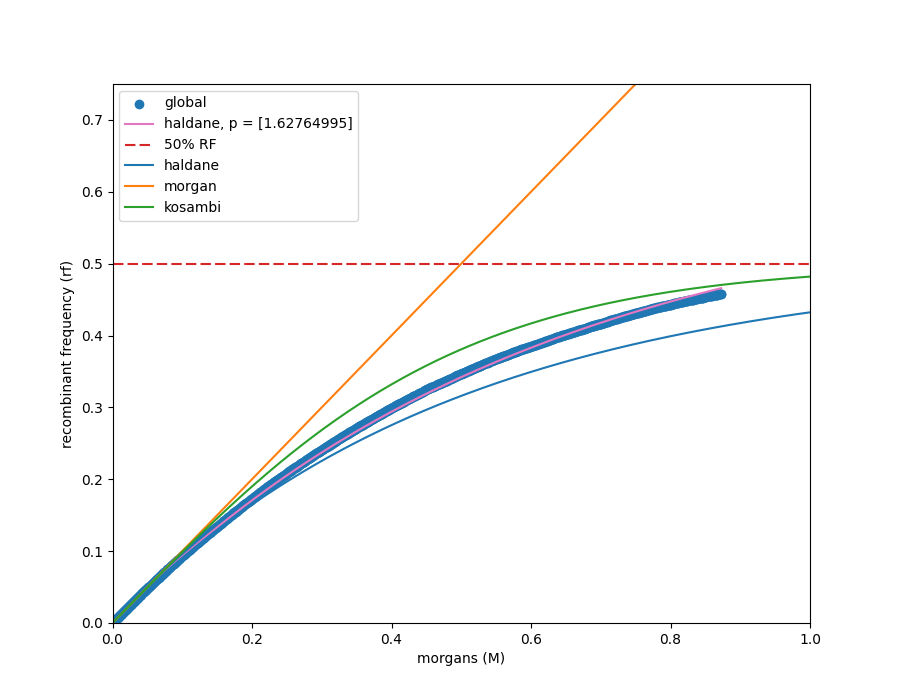 global
haldane, p = [1.62764995]
50% RF
haldane
morgan
kosambi
0.7
0.6
0.5
0.4
0.3
0.2
0.1
0.0
recombinant frequency (rf)
0.0 0.2 0.4 0.6 0.8 1.0
morgans (M)